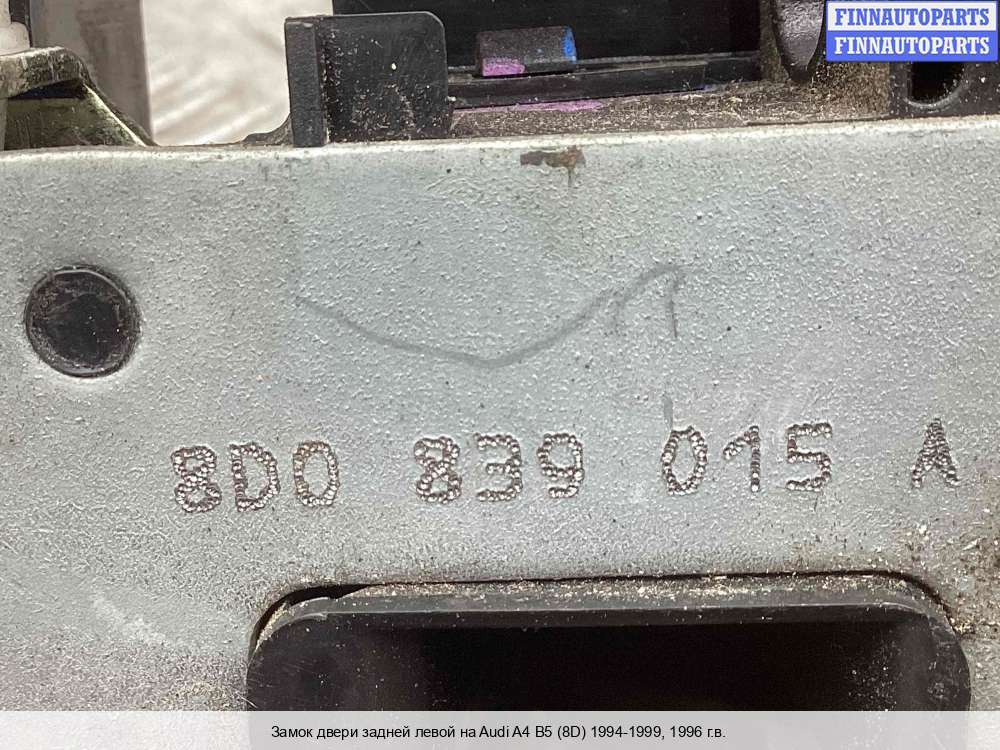 FINNAUTOPARTS
FINNAUTOPARTS
8D0 839 015 A
Замок двери задней левой на Audi A4 B5 (8D) 1994-1999, 1996 г.в.